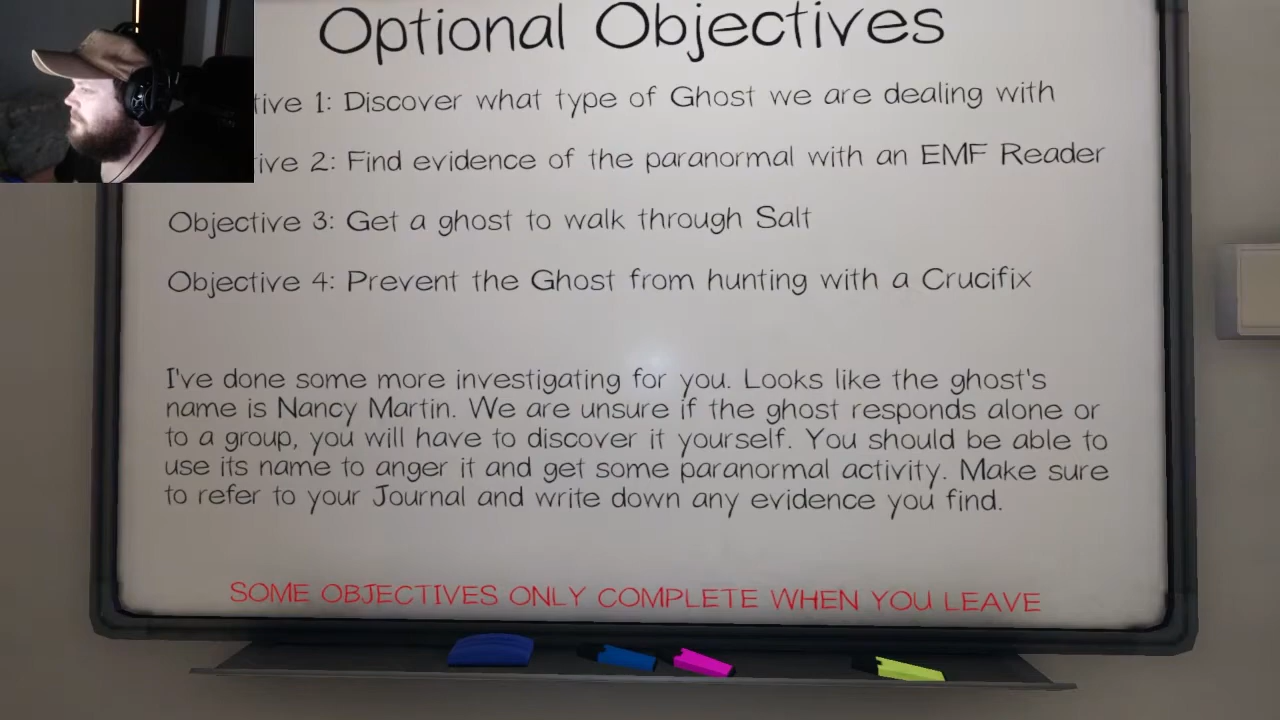 Optional Objectives
tive 1: Discover what type of Ghost we are dealing with
tive 2: Find evidence of the paranormal with an EMF Reader
Objective 3: Get a ghost to walk through Salt
Objective 4: Prevent the Ghost from hunting with a Crucifix
I've done some more investigating for you. Looks like the ghost's
name is Nancy Martin. We are unsure if the ghost responds alone or
to a group, you will have to discover it yourself. You should be able to
use its name to anger it and get some paranormal activity. Make sure
to refer to your Journal and write down any evidence you find.
SOME OBJECTIVES ONLY COMPLETE WHEN YOU LEAVE